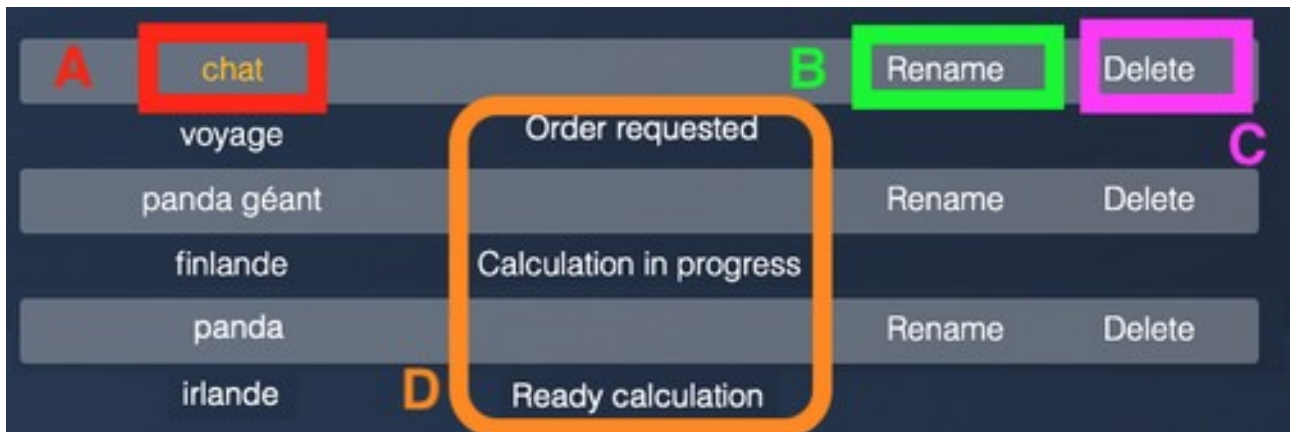 A chat B Rename Delete
voyage Order requested C
panda géant Rename Delete
finlande Calculation in progress
panda Rename Delete
irlande D Ready calculation